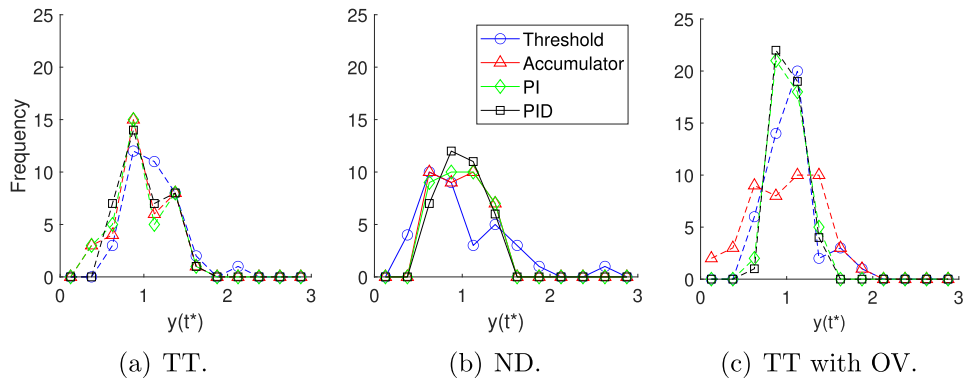 25
20
15
10
5
0
Frequency
0 1 2 3
y(t*)
(a) TT.
25
20
15
10
5
0
Threshold
Accumulator
PI
PID
0 1 2 3
y(t*)
(b) ND.
25
20
15
10
5
0
0 1 2 3
y(t*)
(c) TT with OV.